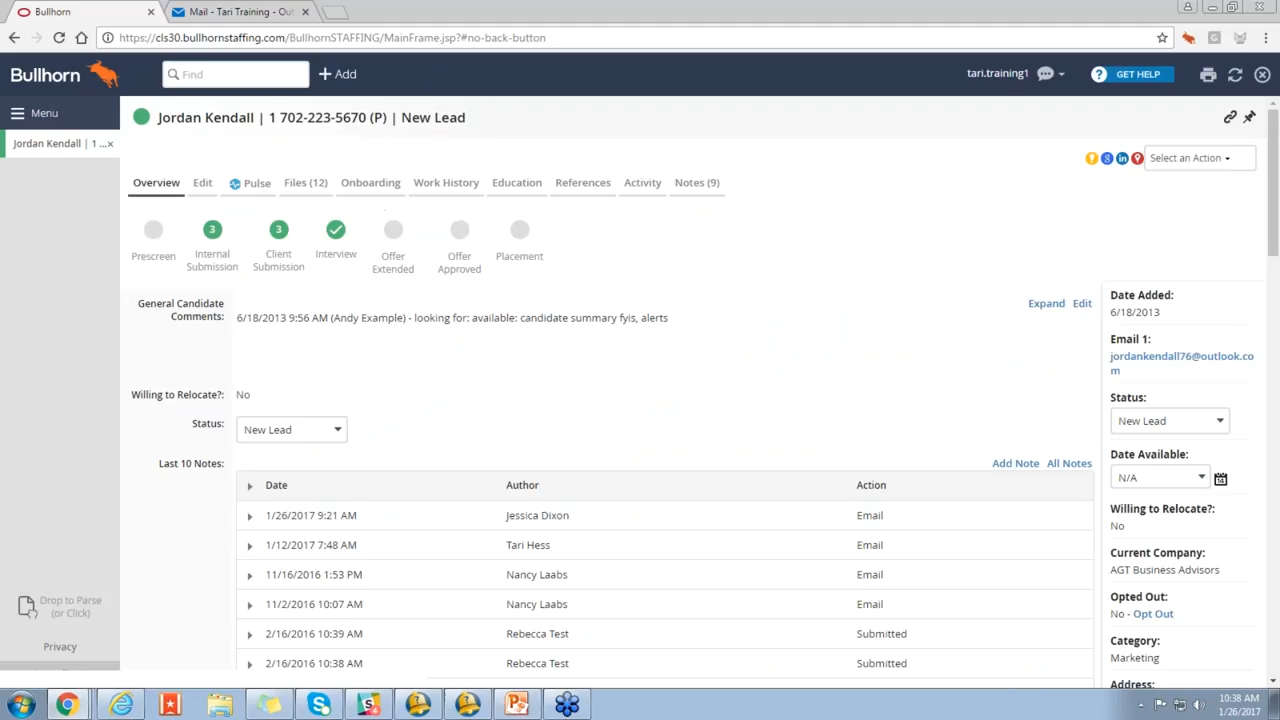 Bullhorn
Mail - Tari Training - Out
https://cls30.bullhornstaffing.com/BullhornSTAFFING/MainFrame.jsp?#no-back-button
Bullhorn
Find
Add
tari.training1
? GET HELP
Menu
Jordan Kendall | 1 702-223-5670 (P) | New Lead
Jordan Kendall | 1 ...
Select an Action
Overview
Edit
Pulse
Files (12)
Onboarding
Work History
Education
References
Activity
Notes (9)
3
3
Prescreen
Internal Submission
Client Submission
Interview
Offer Extended
Offer Approved
Placement
General Candidate Comments:
Expand Edit
6/18/2013 9:56 AM (Andy Example) - looking for: available: candidate summary fyis, alerts
Willing to Relocate?: No
Status: New Lead
Last 10 Notes:
Add Note All Notes
Date Author Action
1/26/2017 9:21 AM Jessica Dixon Email
1/12/2017 7:48 AM Tari Hess Email
11/16/2016 1:53 PM Nancy Laabs Email
11/2/2016 10:07 AM Nancy Laabs Email
2/16/2016 10:39 AM Rebecca Test Submitted
2/16/2016 10:38 AM Rebecca Test Submitted
Date Added:
6/18/2013
Email 1:
jordankendall76@outlook.co
m
Status:
New Lead
Date Available:
N/A
Willing to Relocate?:
No
Current Company:
AGT Business Advisors
Opted Out:
No - Opt Out
Category:
Marketing
Address:
Drop to Parse
(or Click)
Privacy
10:38 AM
1/26/2017